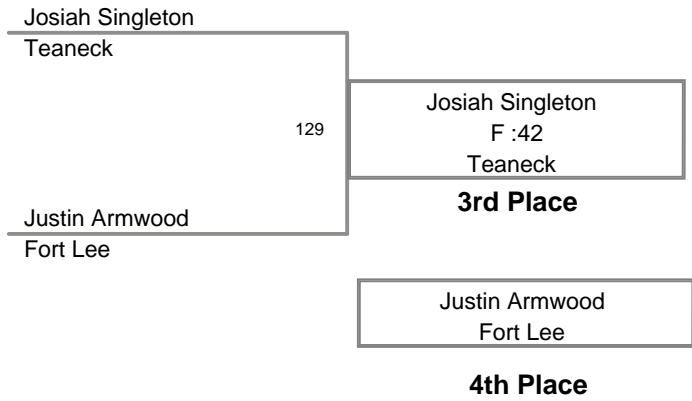 Josiah Singleton
Teaneck
129
Josiah Singleton
F :42
Teaneck
3rd Place
Justin Armwood
Fort Lee
Justin Armwood
Fort Lee
4th Place